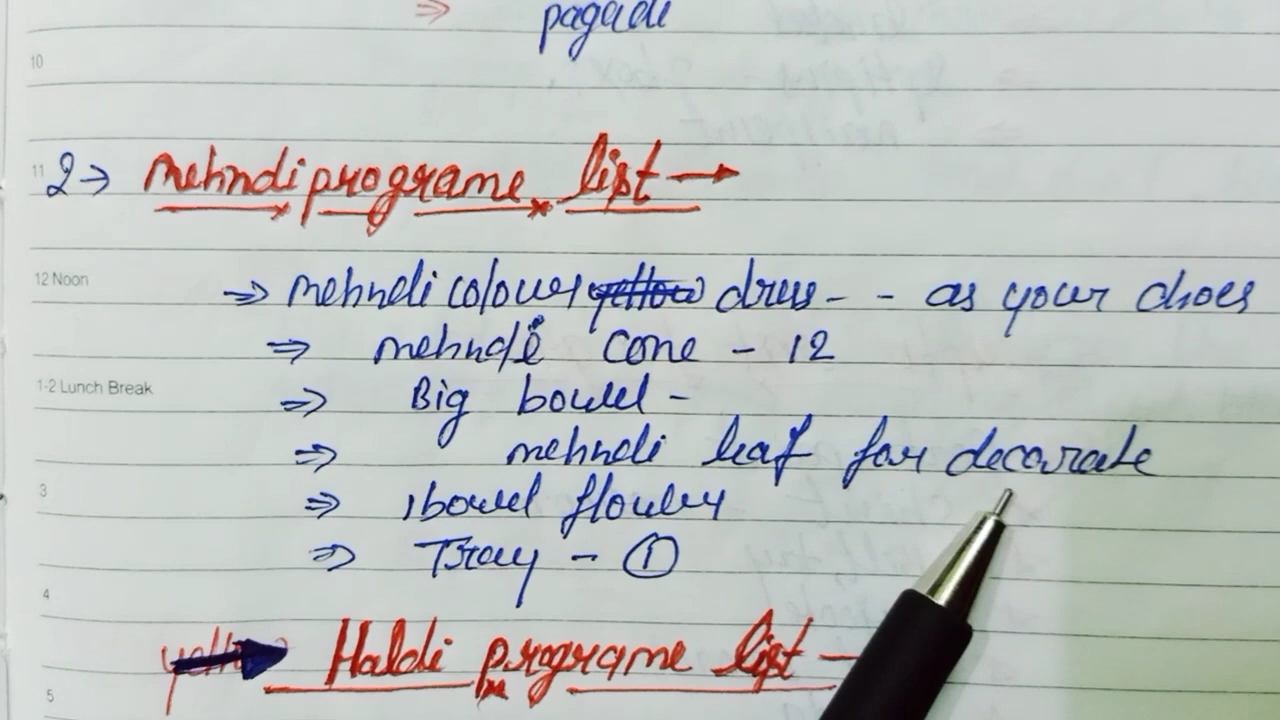 ⇒ pagadi
10
11 2→ mehndi programe list →
12 Noon
⇒ mehndi colour yellow dress - - as your choes
⇒ mehndi cone - 12
1-2 Lunch Break
⇒ Big bowel -
⇒ mehndi leaf for decorate
3
⇒ 1 bowel flower
⇒ Tray - ①
4
yellow → Haldi programe list -
5